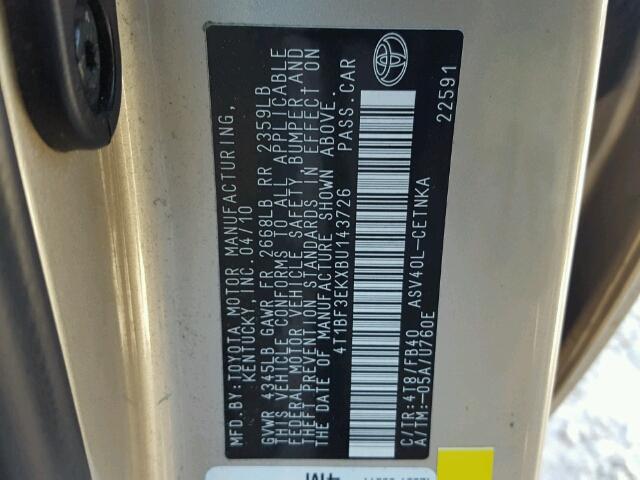 MFD.BY:TOYOTA MOTOR MANUFACTURING,
KENTUCKY,INC.04/10
GVWR 4345LB GAWR FR 2668LB RR 2359LB
THIS VEHICLE CONFORMS TO ALL APPLICABLE
FEDERAL MOTOR VEHICLE SAFETY, BUMPER,AND
THEFT PREVENTION STANDARDS IN EFFECT ON
THE DATE OF MANUFACTURE SHOWN ABOVE.
4T1BF3EKXBU143726 PASS.CAR
C/TR:4T8/FB40 ASV40L-CETNKA 22591
A/TM:-05A/U760E